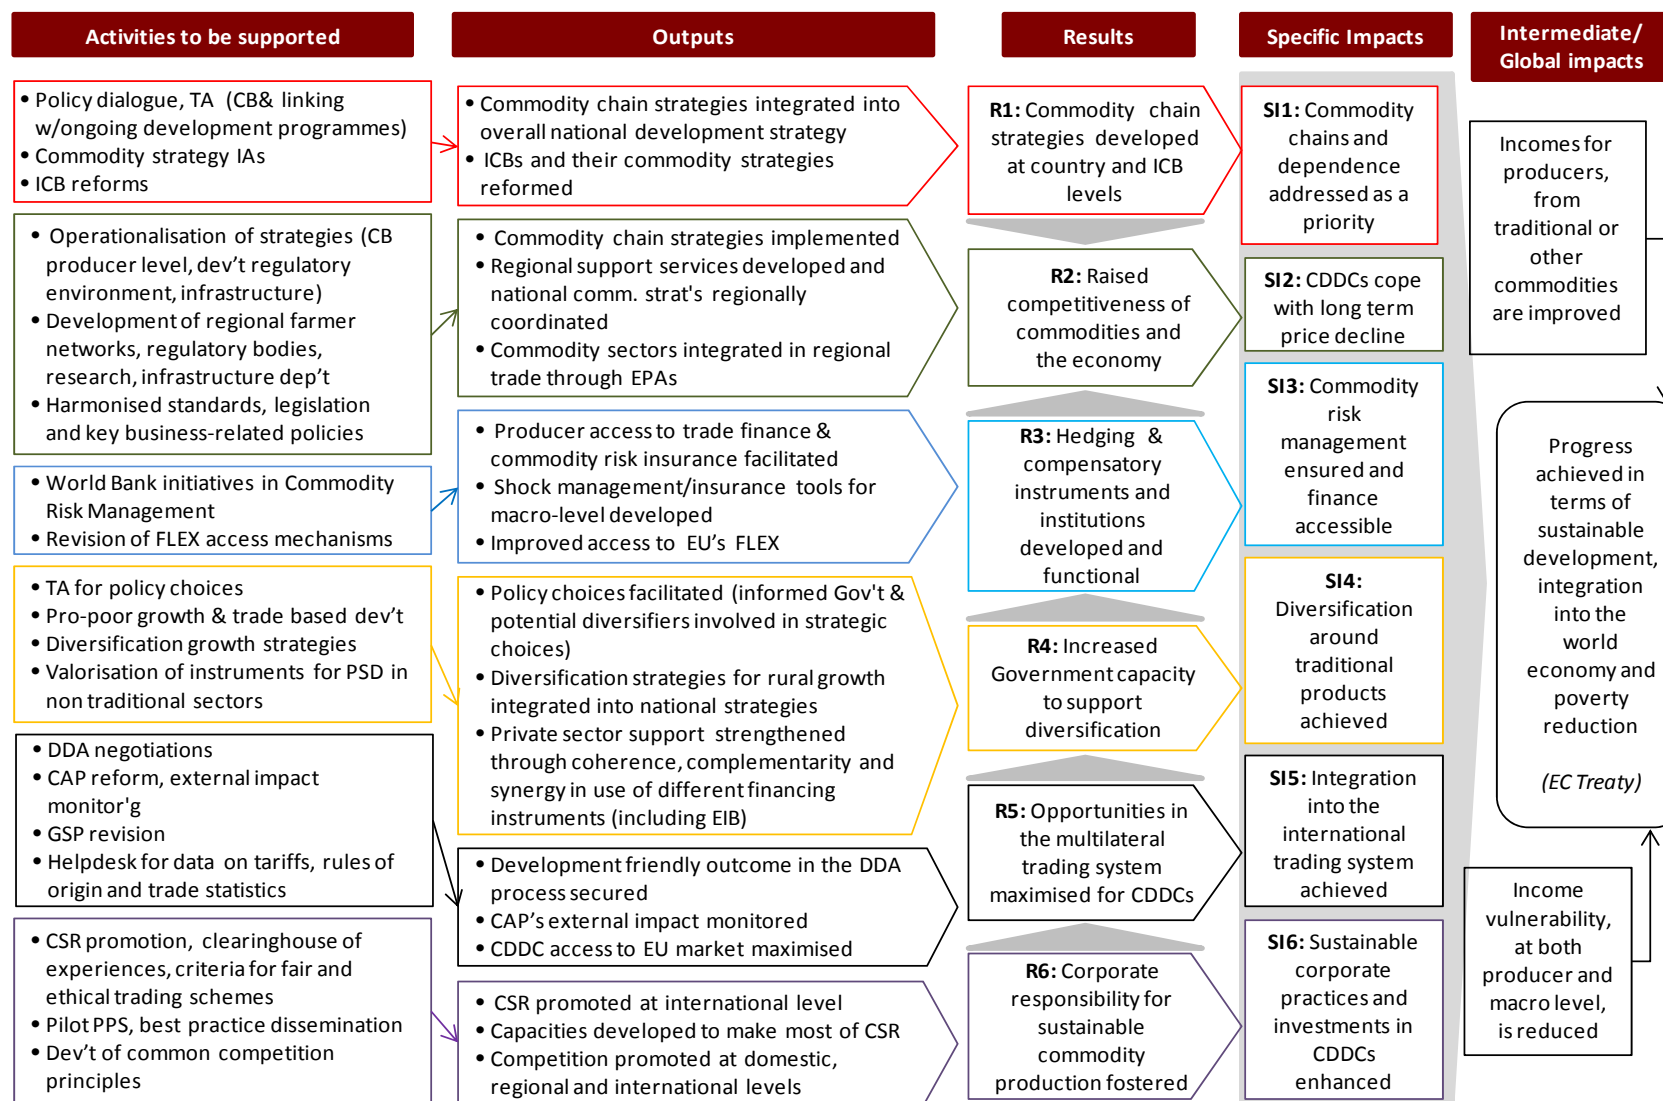 Activities to be supported
Outputs
Results
Specific Impacts
Intermediate/
Global impacts
• Policy dialogue, TA (CB& linking
w/ongoing development programmes)
• Commodity strategy IAs
• ICB reforms
• Commodity chain strategies integrated into
overall national development strategy
• ICBs and their commodity strategies
reformed
R1: Commodity chain
strategies developed
at country and ICB
levels
SI1: Commodity
chains and
dependence
addressed as a
priority
• Operationalisation of strategies (CB
producer level, dev’t regulatory
environment, infrastructure)
• Development of regional farmer
networks, regulatory bodies,
research, infrastructure dep’t
• Harmonised standards, legislation
and key business-related policies
• Commodity chain strategies implemented
• Regional support services developed and
national comm. strat's regionally
coordinated
• Commodity sectors integrated in regional
trade through EPAs
R2: Raised
competitiveness of
commodities and
the economy
SI2: CDDCs cope
with long term
price decline
• World Bank initiatives in Commodity
Risk Management
• Revision of FLEX access mechanisms
• Producer access to trade finance &
commodity risk insurance facilitated
• Shock management/insurance tools for
macro-level developed
• Improved access to EU’s FLEX
R3: Hedging &
compensatory
instruments and
institutions
developed and
functional
SI3: Commodity
risk
management
ensured and
finance
accessible
• TA for policy choices
• Pro-poor growth & trade based dev’t
• Diversification growth strategies
• Valorisation of instruments for PSD in
non traditional sectors
• Policy choices facilitated (informed Gov't &
potential diversifiers involved in strategic
choices)
• Diversification strategies for rural growth
integrated into national strategies
• Private sector support strengthened
through coherence, complementarity and
synergy in use of different financing
instruments (including EIB)
R4: Increased
Government capacity
to support
diversification
SI4:
Diversification
around
traditional
products
achieved
• DDA negotiations
• CAP reform, external impact
monitor'g
• GSP revision
• Helpdesk for data on tariffs, rules of
origin and trade statistics
• Development friendly outcome in the DDA
process secured
• CAP’s external impact monitored
• CDDC access to EU market maximised
R5: Opportunities in
the multilateral
trading system
maximised for CDDCs
SI5: Integration
into the
international
trading system
achieved
• CSR promotion, clearinghouse of
experiences, criteria for fair and
ethical trading schemes
• Pilot PPS, best practice dissemination
• Dev’t of common competition
principles
• CSR promoted at international level
• Capacities developed to make most of CSR
• Competition promoted at domestic,
regional and international levels
R6: Corporate
responsibility for
sustainable
commodity
production fostered
SI6: Sustainable
corporate
practices and
investments in
CDDCs
enhanced
Incomes for
producers,
from
traditional or
other
commodities
are improved
Progress
achieved in
terms of
sustainable
development,
integration
into the
world
economy and
poverty
reduction
(EC Treaty)
Income
vulnerability,
at both
producer and
macro level,
is reduced